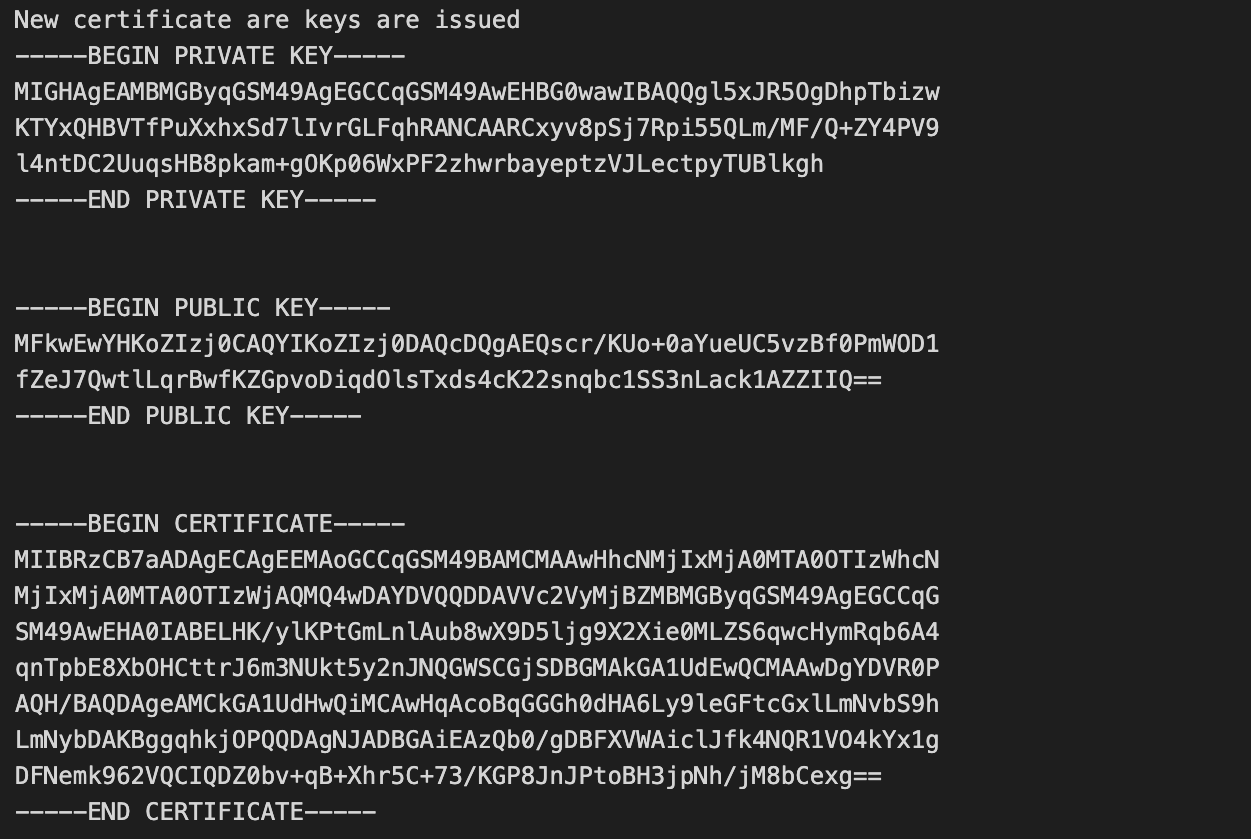 New certificate are keys are issued
-----BEGIN PRIVATE KEY-----
MIGHAgEAMBMGByqGSM49AgEGCCqGSM49AwEHBG0wawIBAQQgl5xJR5OgDhpTbizw
KTYxQHBVTfPuXxhxSd7lIvrGLFqhRANCAARCxyv8pSj7Rpi55QLm/MF/Q+ZY4PV9
l4ntDC2UuqsHB8pkam+gOKp06WxPF2zhwrbayeptzVJLectpyTUBlkgh
-----END PRIVATE KEY-----
-----BEGIN PUBLIC KEY-----
MFkwEwYHKoZIzj0CAQYIKoZIzj0DAQcDQgAEQscr/KUo+0aYueUC5vzBf0PmWOD1
fZeJ7QwtlLqrBwfKZGpvoDiqdOlsTxds4cK22snqbc1SS3nLack1AZZIIQ==
-----END PUBLIC KEY-----
-----BEGIN CERTIFICATE-----
MIIBRzCB7aADAgECAgEEMAoGCCqGSM49BAMCMAAwHhcNMjIxMjA0MTA0OTIzWhcN
MjIxMjA0MTA0OTIzWjAQMQ4wDAYDVQQDDAVVc2VyMjBZMBMGByqGSM49AgEGCCqG
SM49AwEHA0IABELHK/ylKPtGmLnlAub8wX9D5ljg9X2Xie0MLZS6qwcHymRqb6A4
qnTpbE8XbOHCttrJ6m3NUkt5y2nJNQGWSCGjSDBGMAkGA1UdEwQCMAAwDgYDVR0P
AQH/BAQDAgeAMCkGA1UdHwQiMCAwHqAcoBqGGGh0dHA6Ly9leGFtcGxlLmNvbS9h
LmNybDAKBggqhkjOPQQDAgNJADBGAiEAzQb0/gDBFXVWAiclJfk4NQR1VO4kYx1g
DFNemk962VQCIQDZ0bv+qB+Xhr5C+73/KGP8JnJPtoBH3jpNh/jM8bCexg==
-----END CERTIFICATE-----